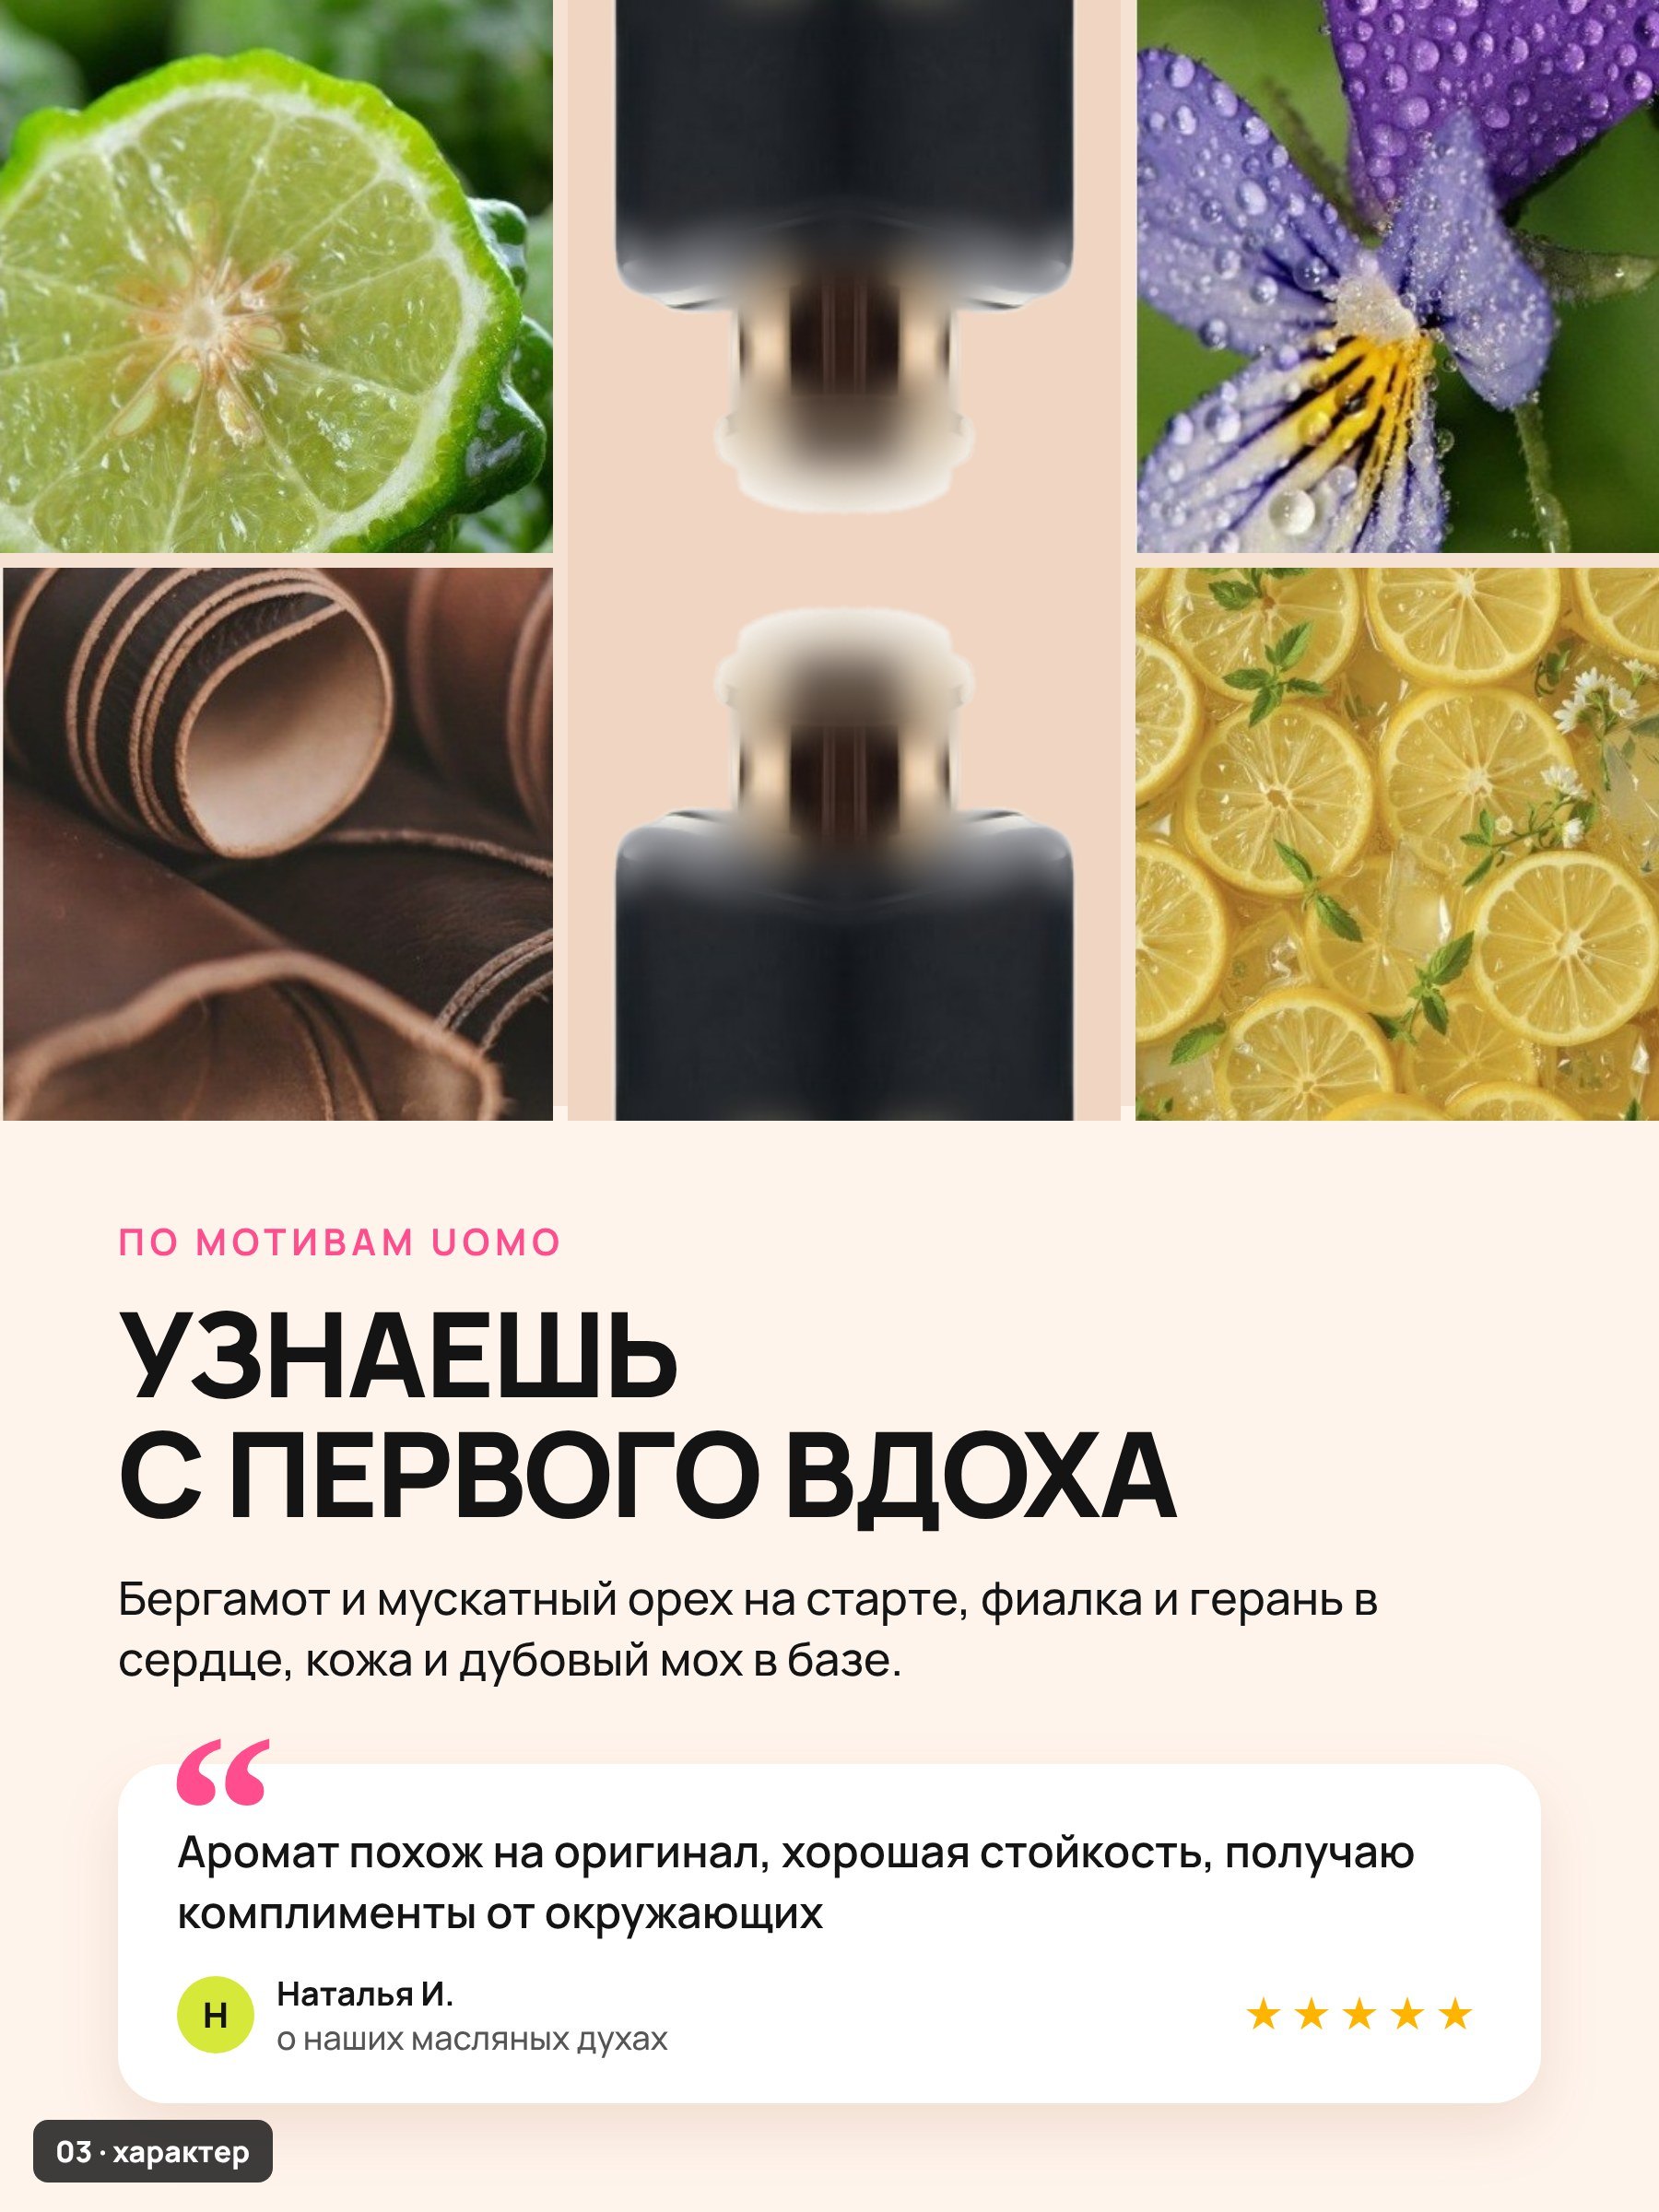 ПО МОТИВАМ UOMO
УЗНАЕШЬ
С ПЕРВОГО ВДОХА
Бергамот и мускатный орех на старте, фиалка и герань в
сердце, кожа и дубовый мох в базе.
“
Аромат похож на оригинал, хорошая стойкость, получаю
комплименты от окружающих
Н
Наталья И.
о наших масляных духах
★★★★★
03 · характер